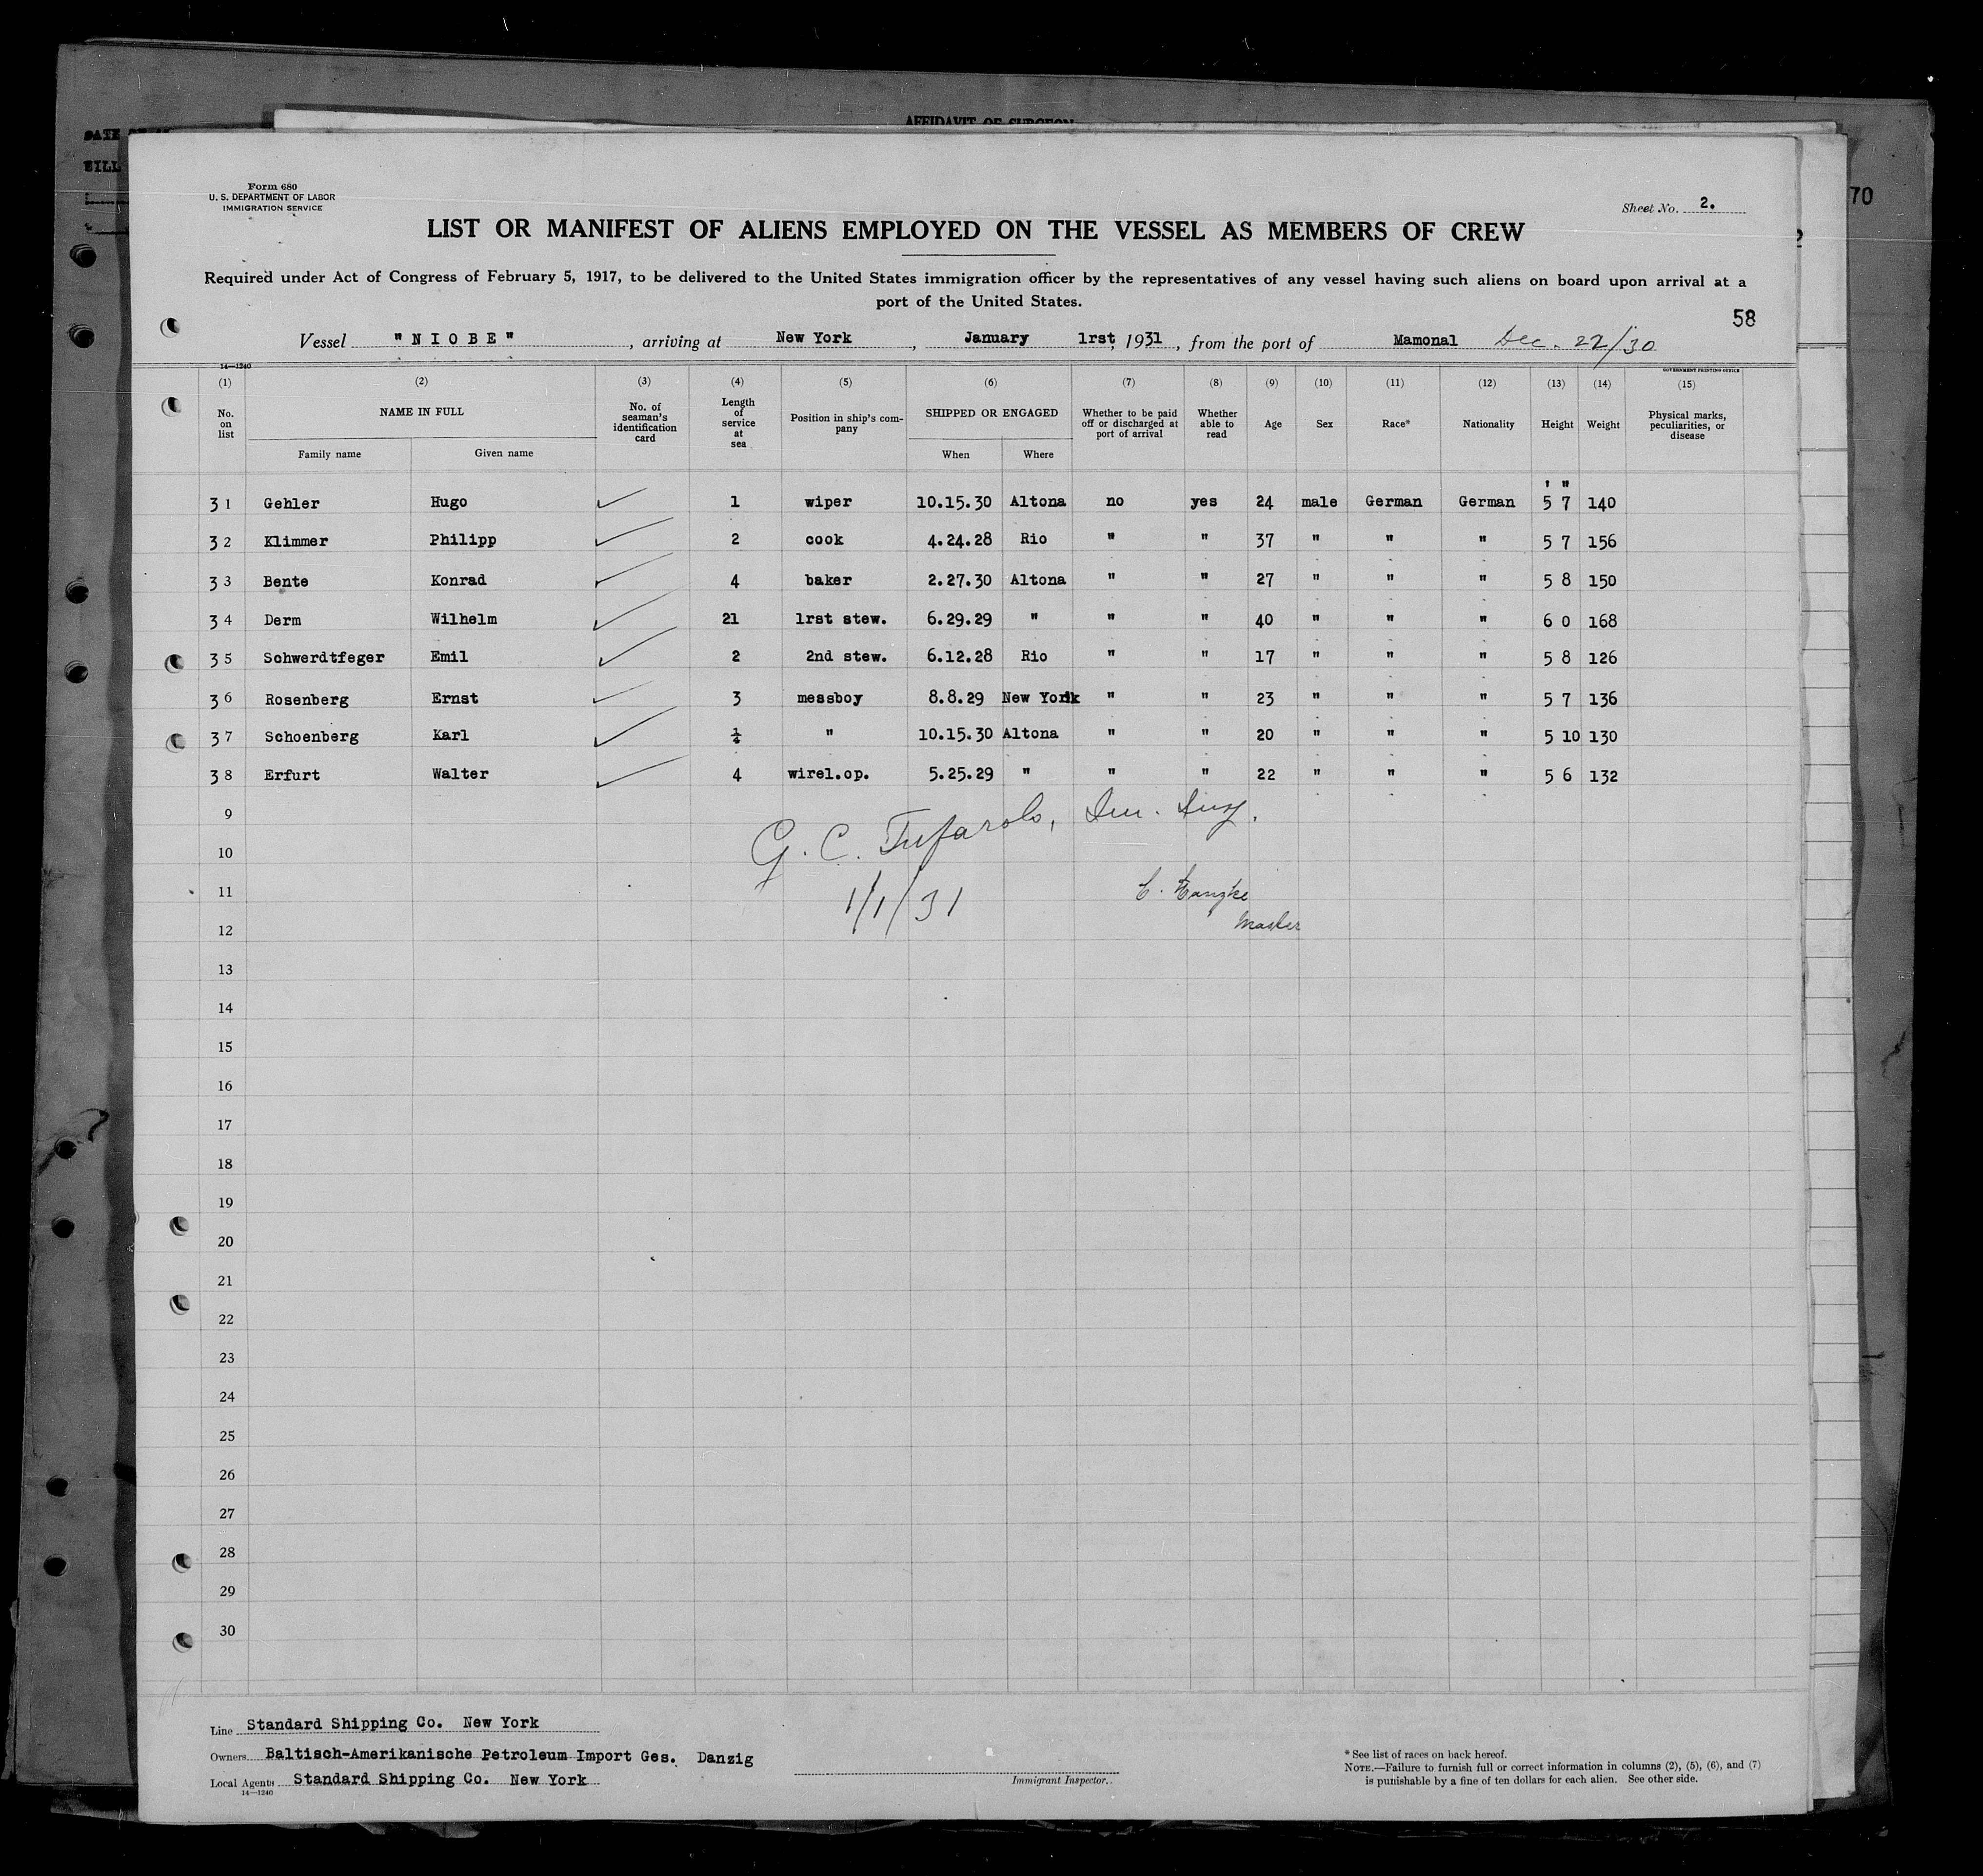 AFFIDAVIT OF SURGEON
70
Form 680
U. S. DEPARTMENT OF LABOR
IMMIGRATION SERVICE
Sheet No. 2.
LIST OR MANIFEST OF ALIENS EMPLOYED ON THE VESSEL AS MEMBERS OF CREW
Required under Act of Congress of February 5, 1917, to be delivered to the United States immigration officer by the representatives of any vessel having such aliens on board upon arrival at a
port of the United States.
58
Vessel "NIOBE", arriving at New York, January 1rst, 1931, from the port of Mamonal Dec. 22/30
14—1240
GOVERNMENT PRINTING OFFICE
(1) (2) (3) (4) (5) (6) (7) (8) (9) (10) (11) (12) (13) (14) (15)
No. on list NAME IN FULL Family name Given name No. of seaman's identification card Length of service at sea Position in ship's company SHIPPED OR ENGAGED When Where Whether to be paid off or discharged at port of arrival Whether able to read Age Sex Race* Nationality Height Weight Physical marks, peculiarities, or disease
' "
31 Gehler Hugo ✓ 1 wiper 10.15.30 Altona no yes 24 male German German 5 7 140
32 Klimmer Philipp ✓ 2 cook 4.24.28 Rio " " 37 " " " 5 7 156
33 Bente Konrad ✓ 4 baker 2.27.30 Altona " " 27 " " " 5 8 150
34 Derm Wilhelm ✓ 21 1rst stew. 6.29.29 " " " 40 " " " 6 0 168
35 Schwerdtfeger Emil ✓ 2 2nd stew. 6.12.28 Rio " " 17 " " " 5 8 126
36 Rosenberg Ernst ✓ 3 messboy 8.8.29 New York " " 23 " " " 5 7 136
37 Schoenberg Karl ✓ " 10.15.30 Altona " " 20 " " " 5 10 130
38 Erfurt Walter ✓ 4 wirel.op. 5.25.29 " " " 22 " " " 5 6 132
9
G. C. Tufarolo, Im. Insp.
10
11
1/1/31
Master
12
13
14
15
16
17
18
19
20
21
22
23
24
25
26
27
28
29
30
Line Standard Shipping Co. New York
Owners Baltisch-Amerikanische Petroleum Import Ges. Danzig
Local Agents Standard Shipping Co. New York
14—1240
Immigrant Inspector.
* See list of races on back hereof.
NOTE.—Failure to furnish full or correct information in columns (2), (5), (6), and (7)
is punishable by a fine of ten dollars for each alien. See other side.